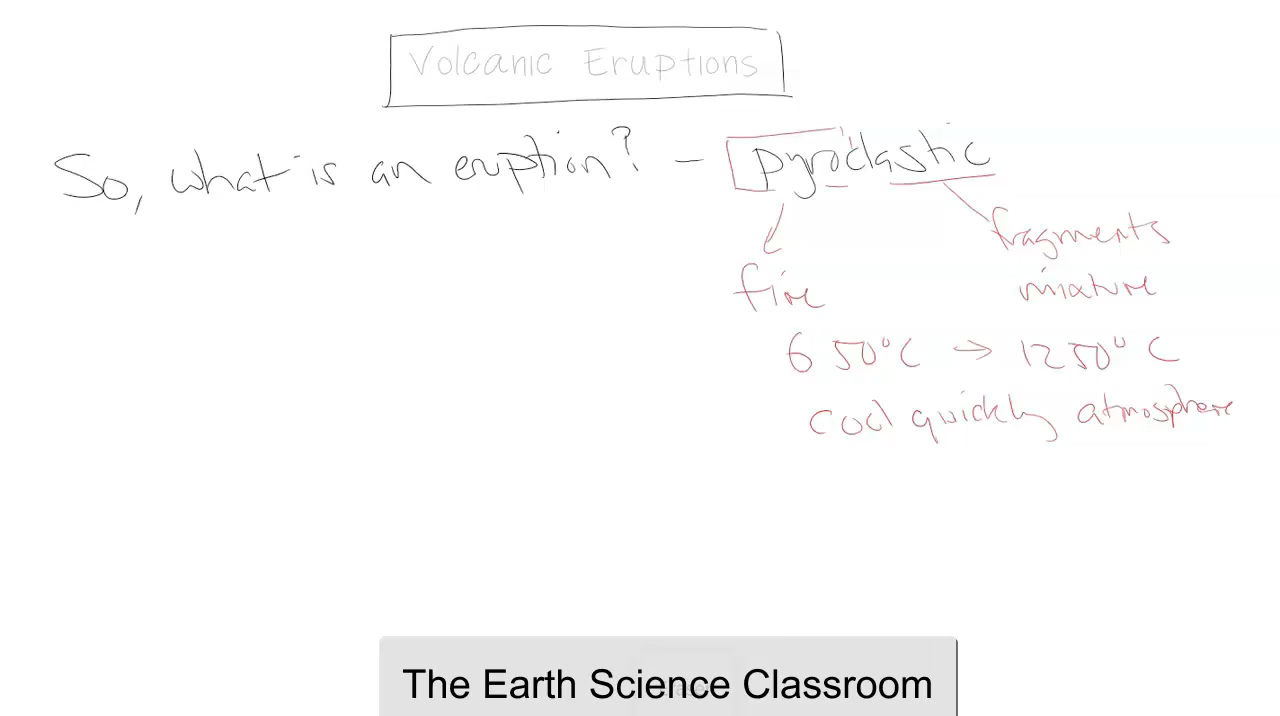 Volcanic Eruptions
So, what is an eruption? - pyroclastic
fragments
fire
mixture
650°C → 1250°C
cool quickly atmosphere
The Earth Science Classroom